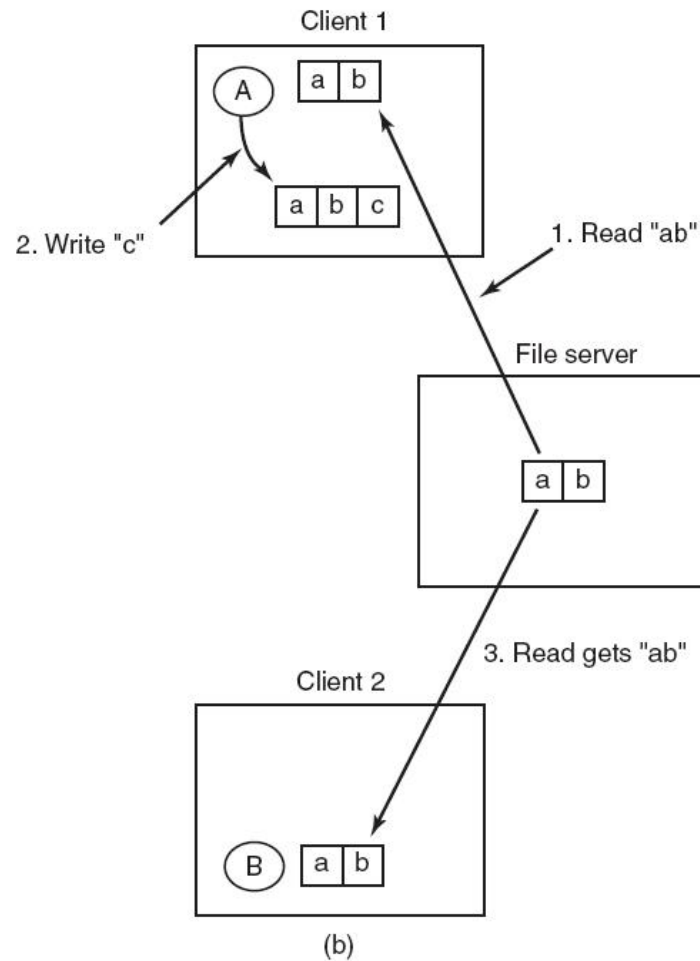 Client 1
A
a b
a b c
2. Write "c"
1. Read "ab"
File server
a b
3. Read gets "ab"
Client 2
B
a b
(b)